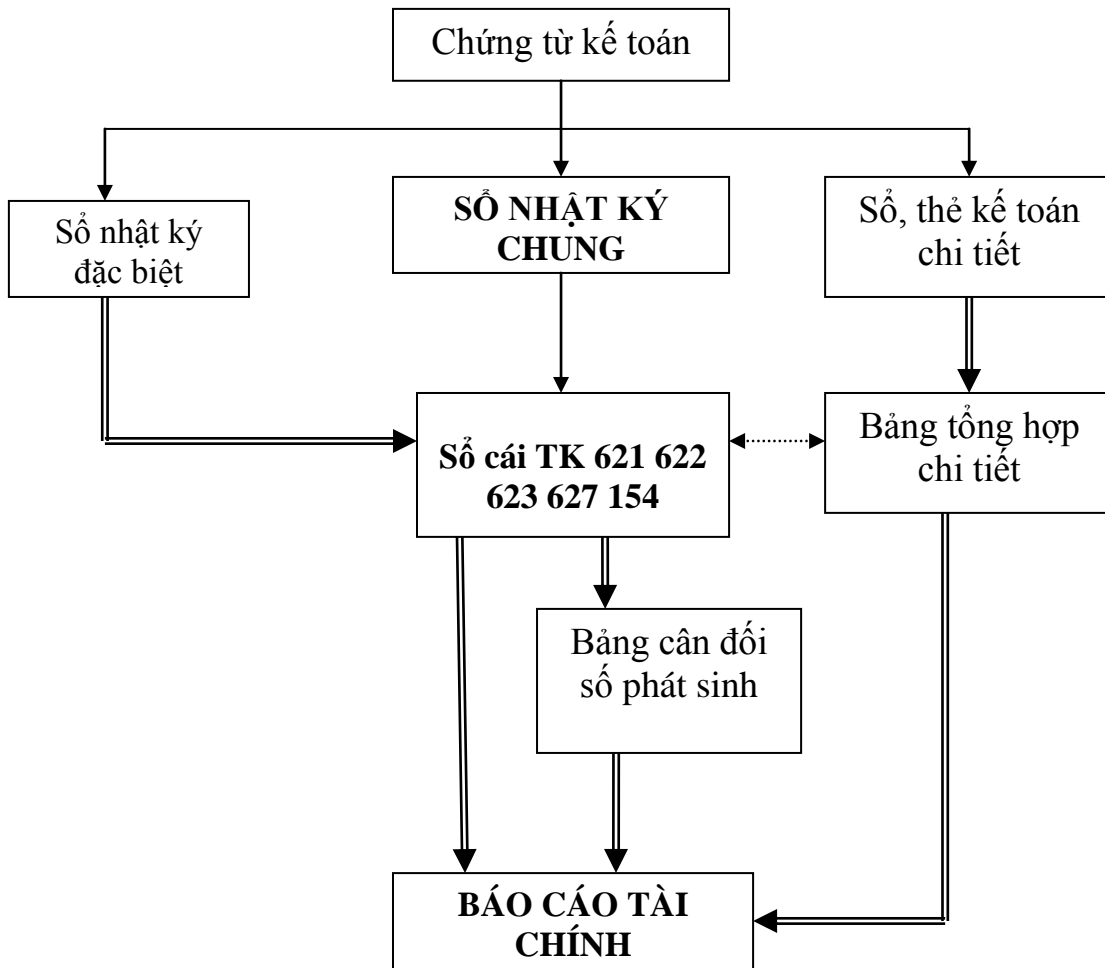 Chứng từ kế toán
Sổ nhật ký
đặc biệt
SỔ NHẬT KÝ
CHUNG
Sổ, thẻ kế toán
chi tiết
Sổ cái TK 621 622
623 627 154
Bảng tổng hợp
chi tiết
Bảng cân đối
số phát sinh
BÁO CÁO TÀI
CHÍNH